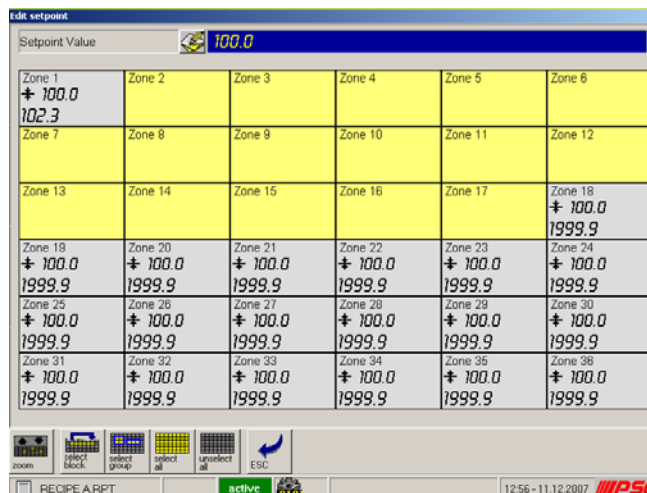 Edit setpoint
Setpoint Value 100.0
Zone 1 Zone 2 Zone 3 Zone 4 Zone 5 Zone 6
100.0
102.3
Zone 7 Zone 8 Zone 9 Zone 10 Zone 11 Zone 12
Zone 13 Zone 14 Zone 15 Zone 16 Zone 17 Zone 18
100.0
1999.9
Zone 19 Zone 20 Zone 21 Zone 22 Zone 23 Zone 24
100.0 100.0 100.0 100.0 100.0 100.0
1999.9 1999.9 1999.9 1999.9 1999.9 1999.9
Zone 25 Zone 26 Zone 27 Zone 28 Zone 29 Zone 30
100.0 100.0 100.0 100.0 100.0 100.0
1999.9 1999.9 1999.9 1999.9 1999.9 1999.9
Zone 31 Zone 32 Zone 33 Zone 34 Zone 35 Zone 36
100.0 100.0 100.0 100.0 100.0 100.0
1999.9 1999.9 1999.9 1999.9 1999.9 1999.9
zoom select block select group select all unselect all ESC
RECIPE A.RPT active 12:56 - 11.12.2007